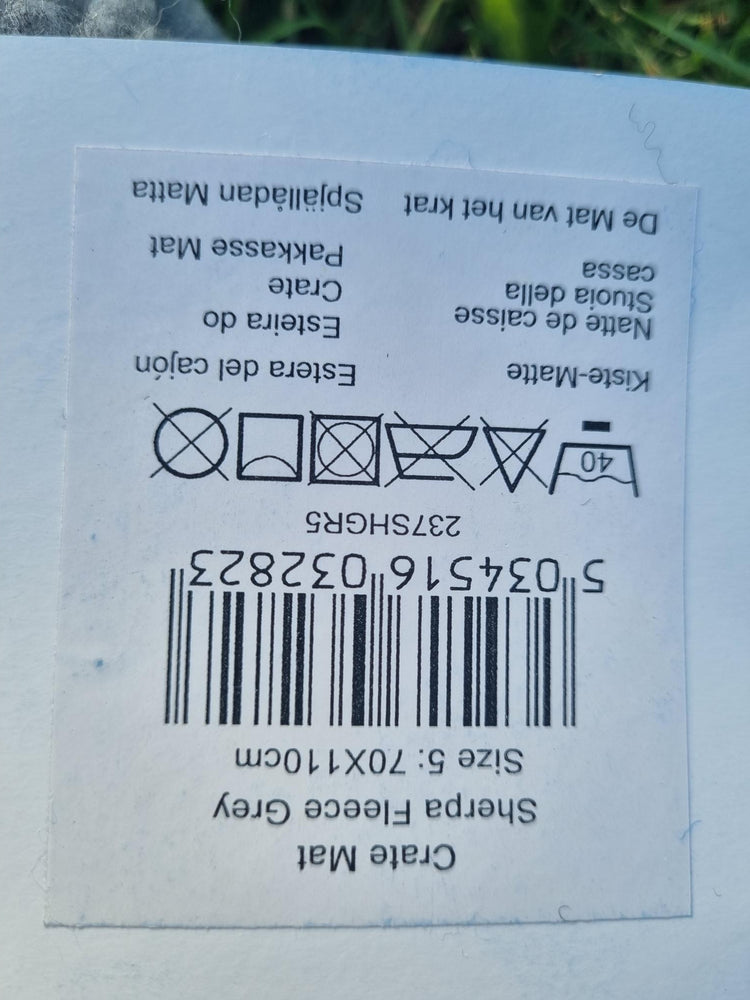 Crate Mat
Sherpa Fleece Grey
Size 5: 70X110cm
5 034516 032823
237SHGR5
40
Kiste-Matte
Natte de caisse
Stuoia della
cassa
De Mat van het krat
Estera del cajón
Esteira do
Crate
Pakkasse Mat
Spjällådan Matta